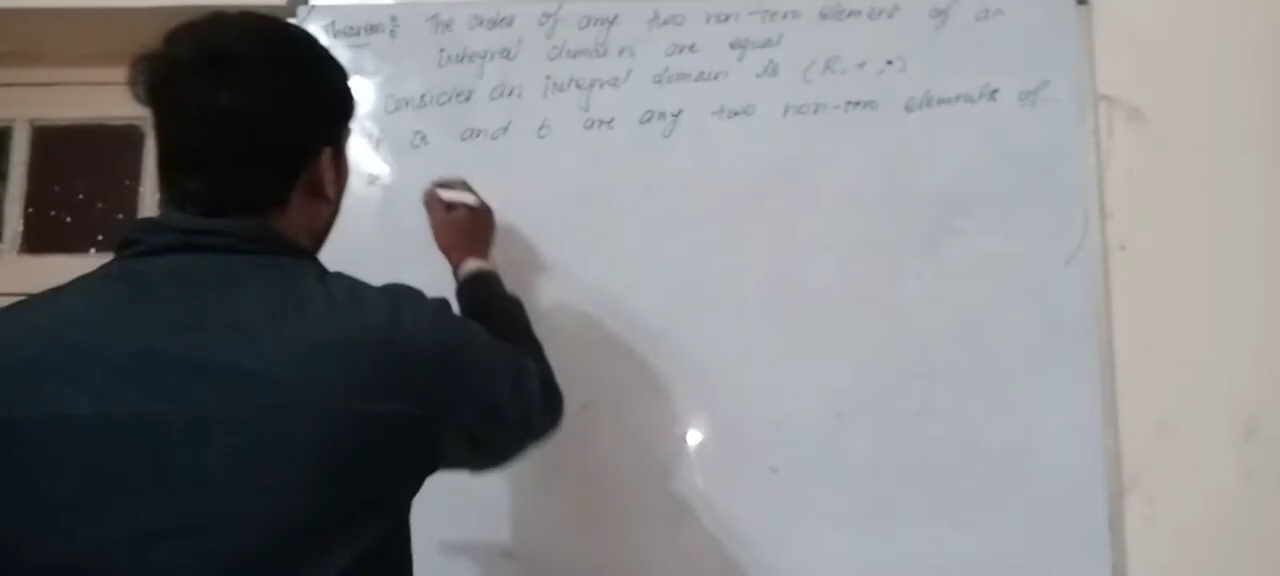 Theorem: The order of any two non-zero element of an
Integral domain are equal
Consider an integral domain is (R, +, .)
a and b are any two non-zero elements of